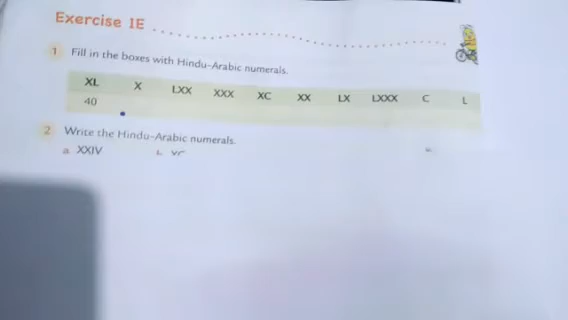 Exercise 1E
1 Fill in the boxes with Hindu-Arabic numerals.
XL X LXX XXX XC XX LX LXXX C L
40
2 Write the Hindu-Arabic numerals.
a XXIV